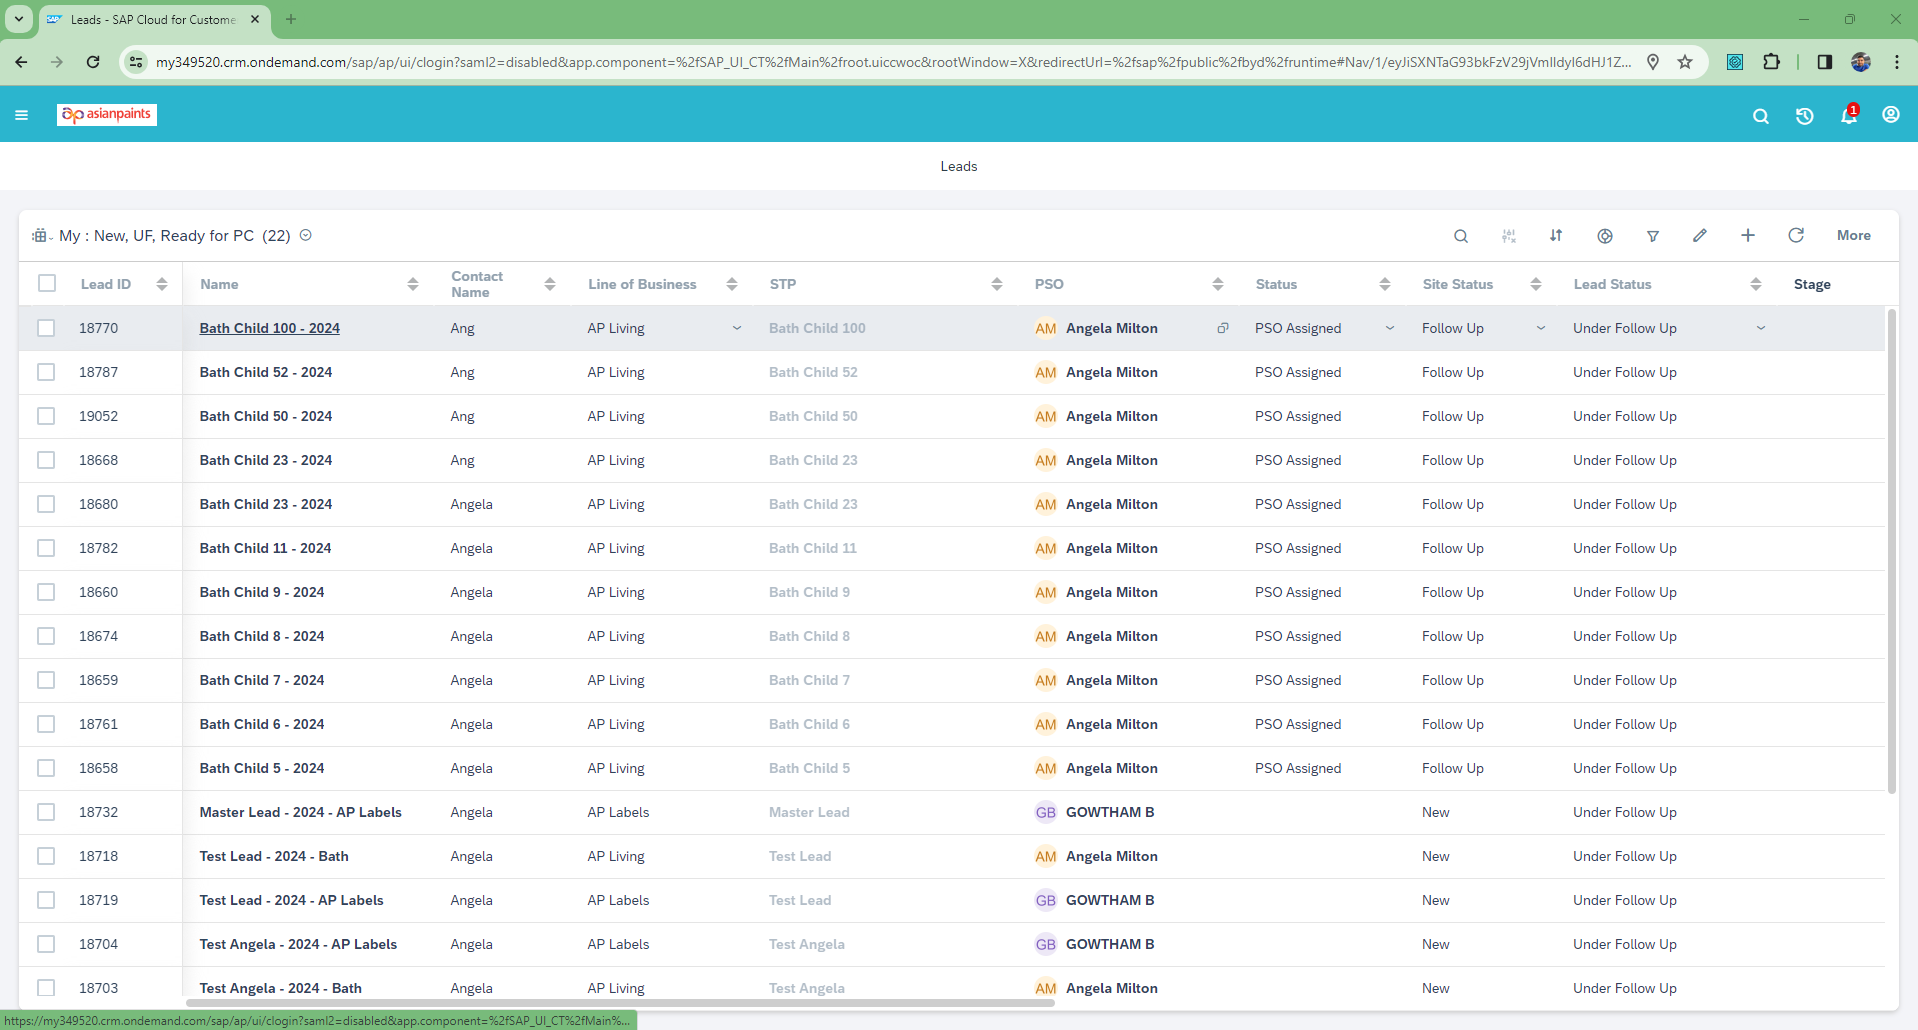 Leads - SAP Cloud for Custome
my349520.crm.ondemand.com/sap/ap/ui/clogin?saml2=disabled&app.component=%2fSAP_UI_CT%2fMain%2froot.uiccwoc&rootWindow=X&redirectUrl=%2fsap%2fpublic%2fbyd%2fruntime#Nav/1/eyJiSXNTaG93bkFzV29jVmlldyI6dHJ1Z...
asianpaints
1
Leads
My : New, UF, Ready for PC (22)
More
Lead ID Name Contact Name Line of Business STP PSO Status Site Status Lead Status Stage
18770 Bath Child 100 - 2024 Ang AP Living Bath Child 100 AM Angela Milton PSO Assigned Follow Up Under Follow Up
18787 Bath Child 52 - 2024 Ang AP Living Bath Child 52 AM Angela Milton PSO Assigned Follow Up Under Follow Up
19052 Bath Child 50 - 2024 Ang AP Living Bath Child 50 AM Angela Milton PSO Assigned Follow Up Under Follow Up
18668 Bath Child 23 - 2024 Ang AP Living Bath Child 23 AM Angela Milton PSO Assigned Follow Up Under Follow Up
18680 Bath Child 23 - 2024 Angela AP Living Bath Child 23 AM Angela Milton PSO Assigned Follow Up Under Follow Up
18782 Bath Child 11 - 2024 Angela AP Living Bath Child 11 AM Angela Milton PSO Assigned Follow Up Under Follow Up
18660 Bath Child 9 - 2024 Angela AP Living Bath Child 9 AM Angela Milton PSO Assigned Follow Up Under Follow Up
18674 Bath Child 8 - 2024 Angela AP Living Bath Child 8 AM Angela Milton PSO Assigned Follow Up Under Follow Up
18659 Bath Child 7 - 2024 Angela AP Living Bath Child 7 AM Angela Milton PSO Assigned Follow Up Under Follow Up
18761 Bath Child 6 - 2024 Angela AP Living Bath Child 6 AM Angela Milton PSO Assigned Follow Up Under Follow Up
18658 Bath Child 5 - 2024 Angela AP Living Bath Child 5 AM Angela Milton PSO Assigned Follow Up Under Follow Up
18732 Master Lead - 2024 - AP Labels Angela AP Labels Master Lead GB GOWTHAM B New Under Follow Up
18718 Test Lead - 2024 - Bath Angela AP Living Test Lead AM Angela Milton New Under Follow Up
18719 Test Lead - 2024 - AP Labels Angela AP Labels Test Lead GB GOWTHAM B New Under Follow Up
18704 Test Angela - 2024 - AP Labels Angela AP Labels Test Angela GB GOWTHAM B New Under Follow Up
18703 Test Angela - 2024 - Bath Angela AP Living Test Angela AM Angela Milton New Under Follow Up
https://my349520.crm.ondemand.com/sap/ap/ui/clogin?saml2=disabled&app.component=%2fSAP_UI_CT%2fMain%...